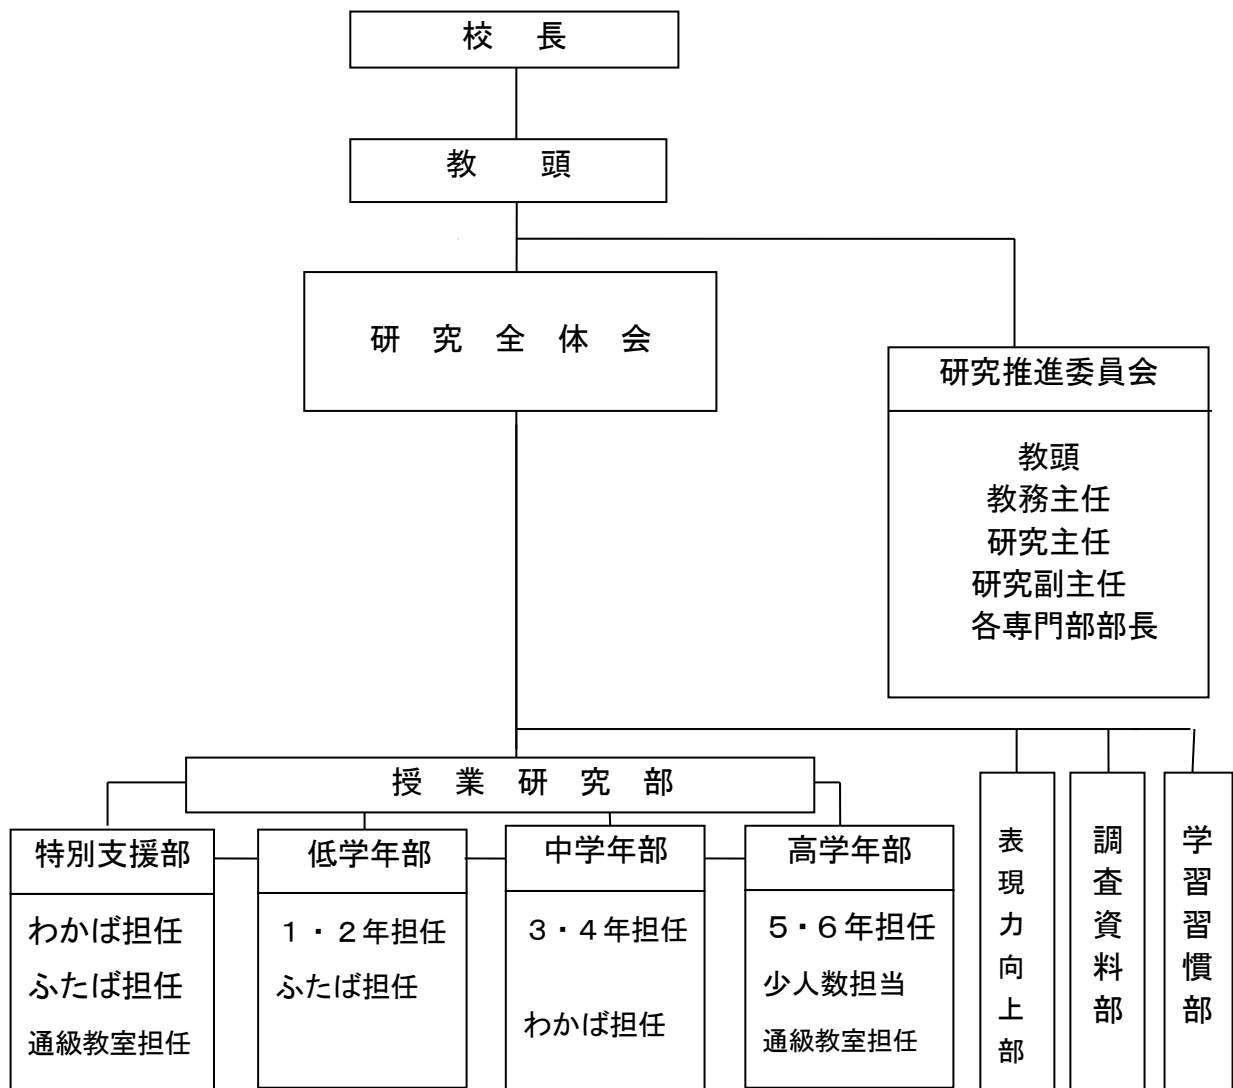 校　長
教　　頭
研　究　全　体　会
研究推進委員会
教頭
教務主任
研究主任
研究副主任
各専門部部長
授　業　研　究　部
特別支援部
わかば担任
ふたば担任
通級教室担任
低学年部
１・２年担任
ふたば担任
中学年部
３・４年担任
わかば担任
高学年部
５・６年担任
少人数担当
通級教室担任
表現力向上部
調査資料部
学習習慣部